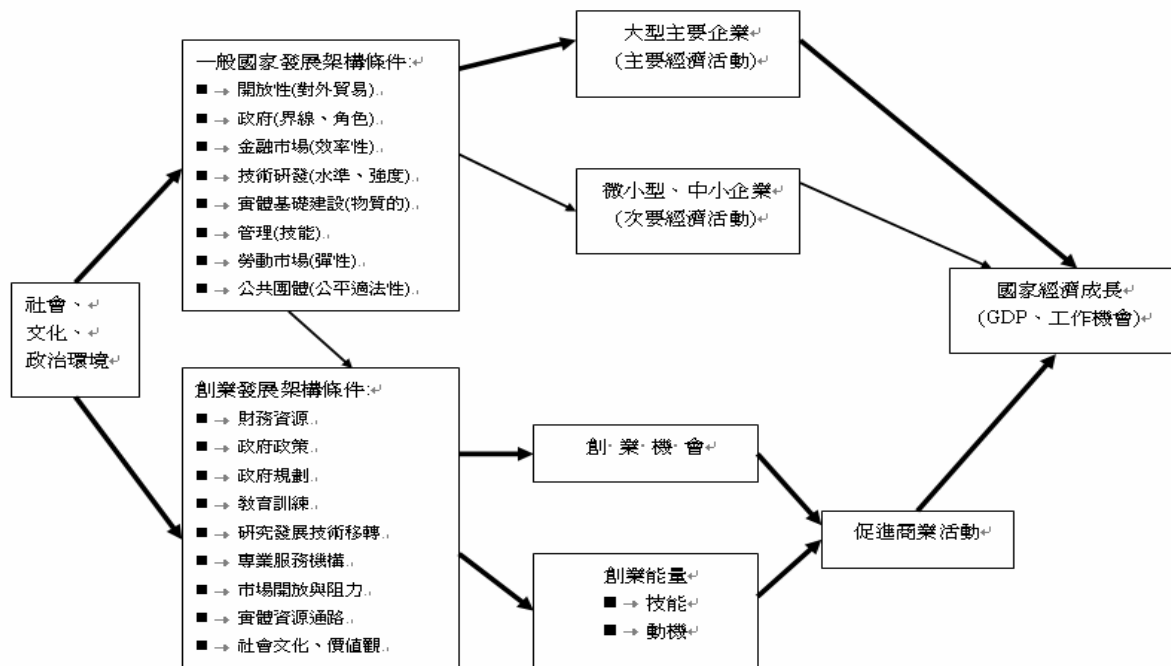 社會、
文化、
政治環境
一般國家發展架構條件:
■ → 開放性(對外貿易)
■ → 政府(界線、角色)
■ → 金融市場(效率性)
■ → 技術研發(水準、強度)
■ → 實體基礎建設(物質的)
■ → 管理(技能)
■ → 勞動市場(彈性)
■ → 公共團體(公平適法性)
創業發展架構條件:
■ → 財務資源
■ → 政府政策
■ → 政府規劃
■ → 教育訓練
■ → 研究發展技術移轉
■ → 專業服務機構
■ → 市場開放與阻力
■ → 實體資源通路
■ → 社會文化、價值觀
大型主要企業
(主要經濟活動)
微小型、中小企業
(次要經濟活動)
創 業 機 會
創業能量
■ → 技能
■ → 動機
促進商業活動
國家經濟成長
(GDP、工作機會)